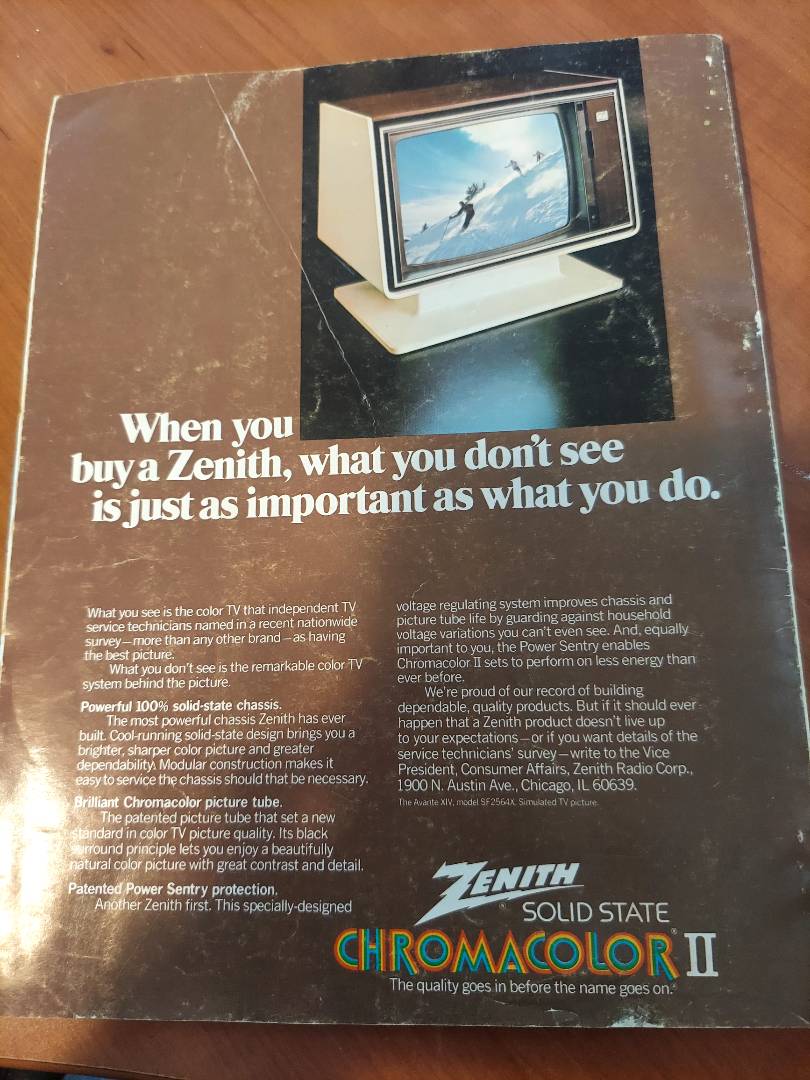 When you
buy a Zenith, what you don't see
is just as important as what you do.
What you see is the color TV that independent TV
service technicians named in a recent nationwide
survey—more than any other brand—as having
the best picture.
What you don't see is the remarkable color TV
system behind the picture.
Powerful 100% solid-state chassis.
The most powerful chassis Zenith has ever
built. Cool-running solid-state design brings you a
brighter, sharper color picture and greater
dependability. Modular construction makes it
easy to service the chassis should that be necessary.
Brilliant Chromacolor picture tube.
The patented picture tube that set a new
standard in color TV picture quality. Its black
surround principle lets you enjoy a beautifully
natural color picture with great contrast and detail.
Patented Power Sentry protection.
Another Zenith first. This specially-designed
voltage regulating system improves chassis and
picture tube life by guarding against household
voltage variations you can't even see. And, equally
important to you, the Power Sentry enables
Chromacolor II sets to perform on less energy than
ever before.
We're proud of our record of building
dependable, quality products. But if it should ever
happen that a Zenith product doesn't live up
to your expectations—or if you want details of the
service technicians' survey—write to the Vice
President, Consumer Affairs, Zenith Radio Corp.,
1900 N. Austin Ave., Chicago, IL 60639.
The Avante XIV, model SF2564X. Simulated TV picture.
ZENITH
® SOLID STATE
CHROMACOLOR® II
The quality goes in before the name goes on.®